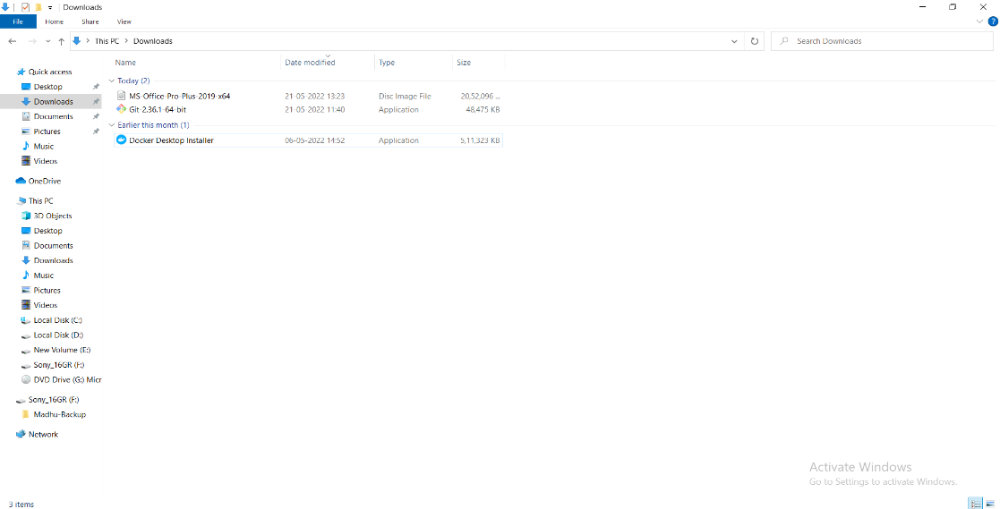 Downloads
File Home Share View
This PC Downloads
Search Downloads
Name Date modified Type Size
Quick access
Desktop
Downloads
Documents
Pictures
Music
Videos
OneDrive
This PC
3D Objects
Desktop
Documents
Downloads
Music
Pictures
Videos
Local Disk (C:)
Local Disk (D:)
New Volume (E:)
Sony_16GR (F:)
DVD Drive (G:) Micr
Sony_16GR (F:)
Madhu-Backup
Network
Today (2)
MS-Office-Pro-Plus-2019-x64 21-05-2022 13:23 Disc Image File 20,52,096 ...
Git-2.36.1-64-bit 21-05-2022 11:40 Application 48,475 KB
Earlier this month (1)
Docker Desktop Installer 06-05-2022 14:52 Application 5,11,323 KB
Activate Windows
Go to Settings to activate Windows.
3 items